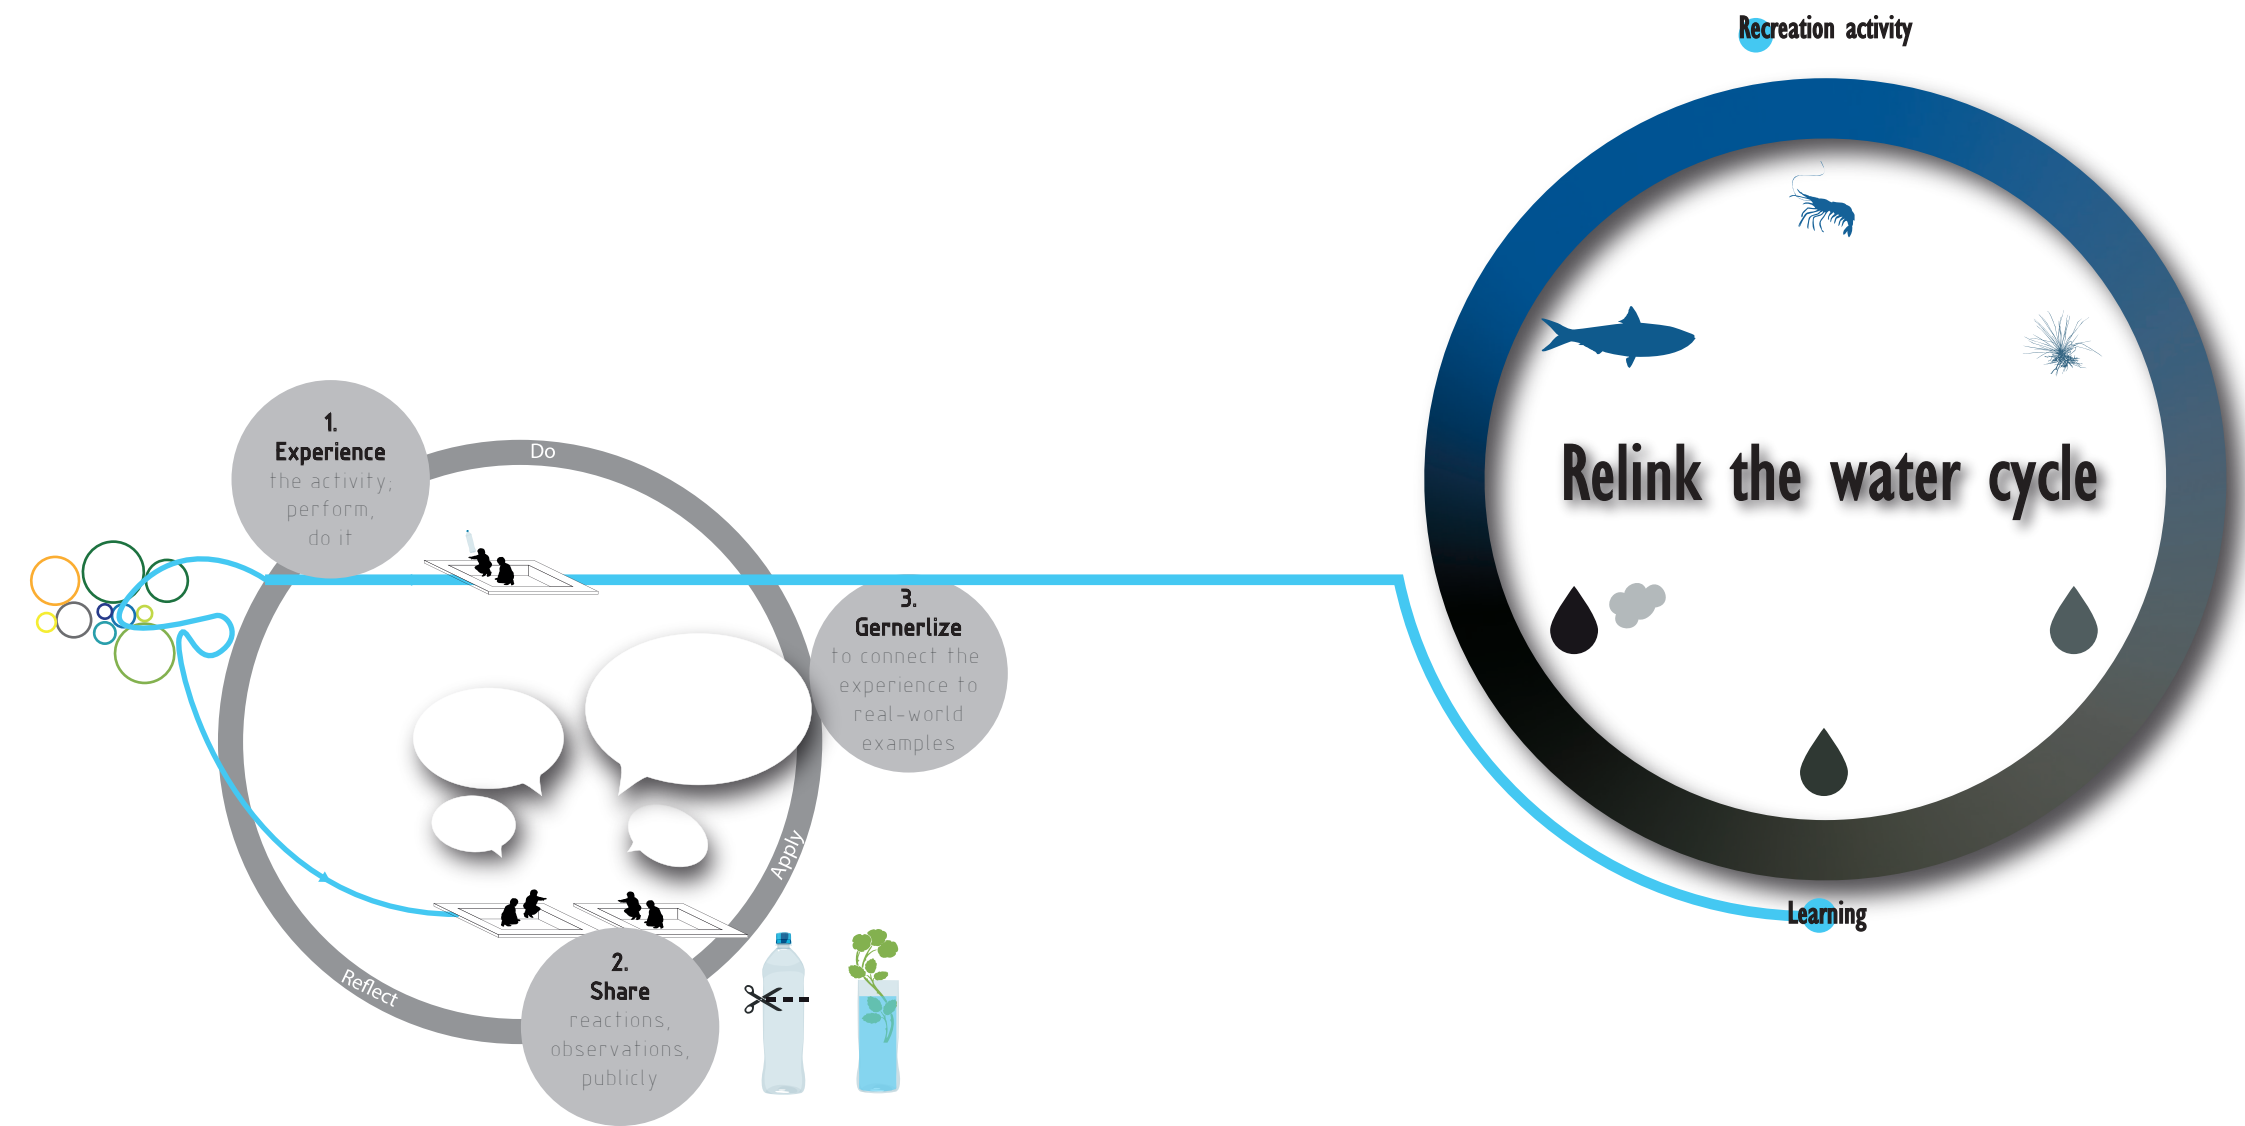 Recreation activity
1.
Experience
the activity;
perform,
do it
Do
Relink the water cycle
3.
Gernerlize
to connect the
experience to
real-world
examples
Apply
Reflect
2.
Share
reactions,
observations,
publicly
Learning